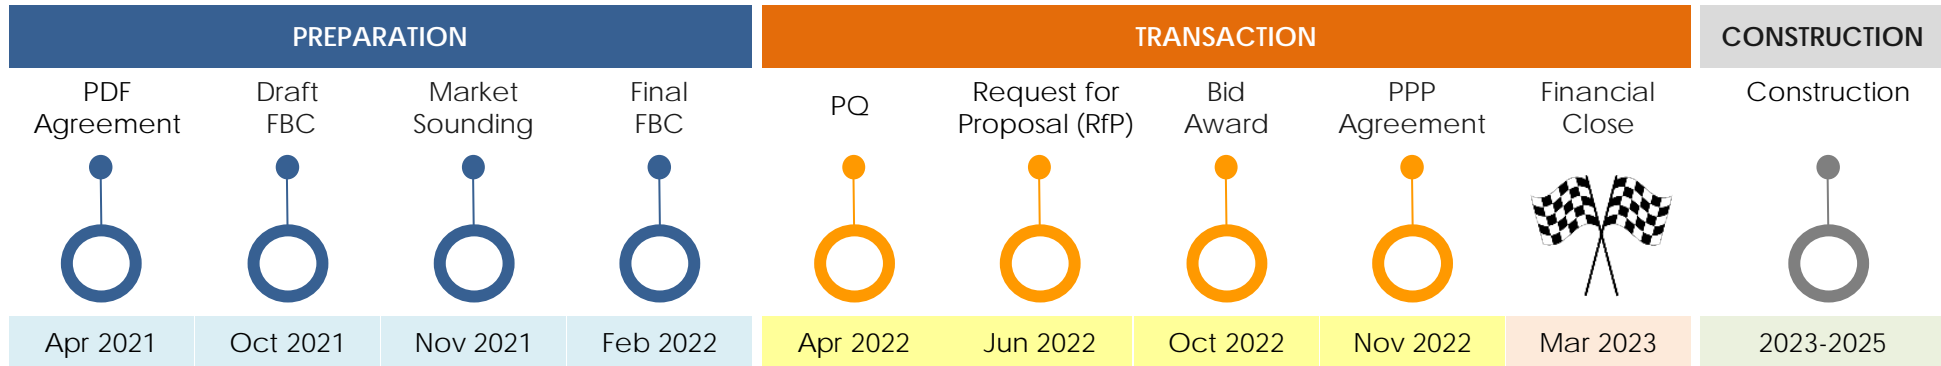 PREPARATION
TRANSACTION
CONSTRUCTION
PDF
Agreement
Draft
FBC
Market
Sounding
Final
FBC
PQ
Request for
Proposal (RfP)
Bid
Award
PPP
Agreement
Financial
Close
Construction
Apr 2021
Oct 2021
Nov 2021
Feb 2022
Apr 2022
Jun 2022
Oct 2022
Nov 2022
Mar 2023
2023-2025